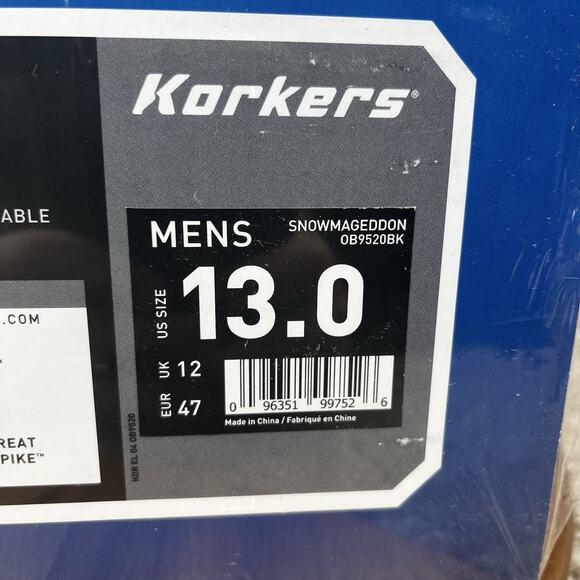 Korkers®
ABLE
MENS
SNOWMAGEDDON
OB9520BK
US SIZE
13.0
UK 12
EUR 47
0 96351 99752 6
Made in China / Fabriqué en Chine
KOR EL 04 OB9520
.COM
REAT
PIKE™